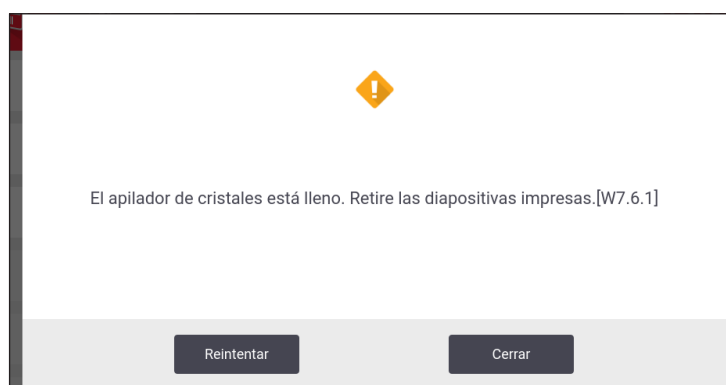 El apilador de cristales está lleno. Retire las diapositivas impresas.[W7.6.1]
Reintentar
Cerrar